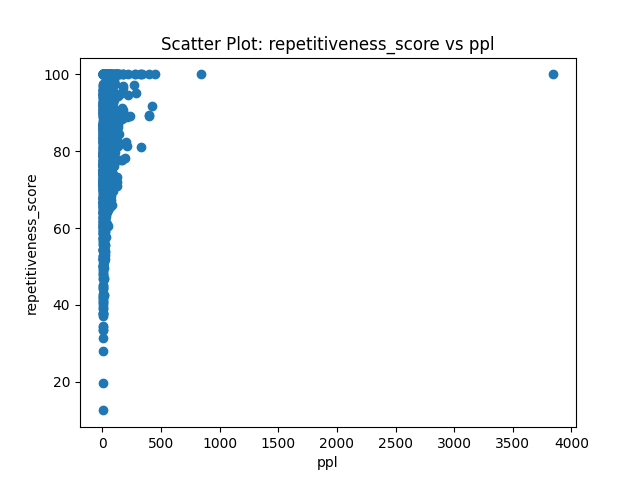 Scatter Plot: repetitiveness_score vs ppl
100
80
60
40
20
repetitiveness_score
0 500 1000 1500 2000 2500 3000 3500 4000
ppl